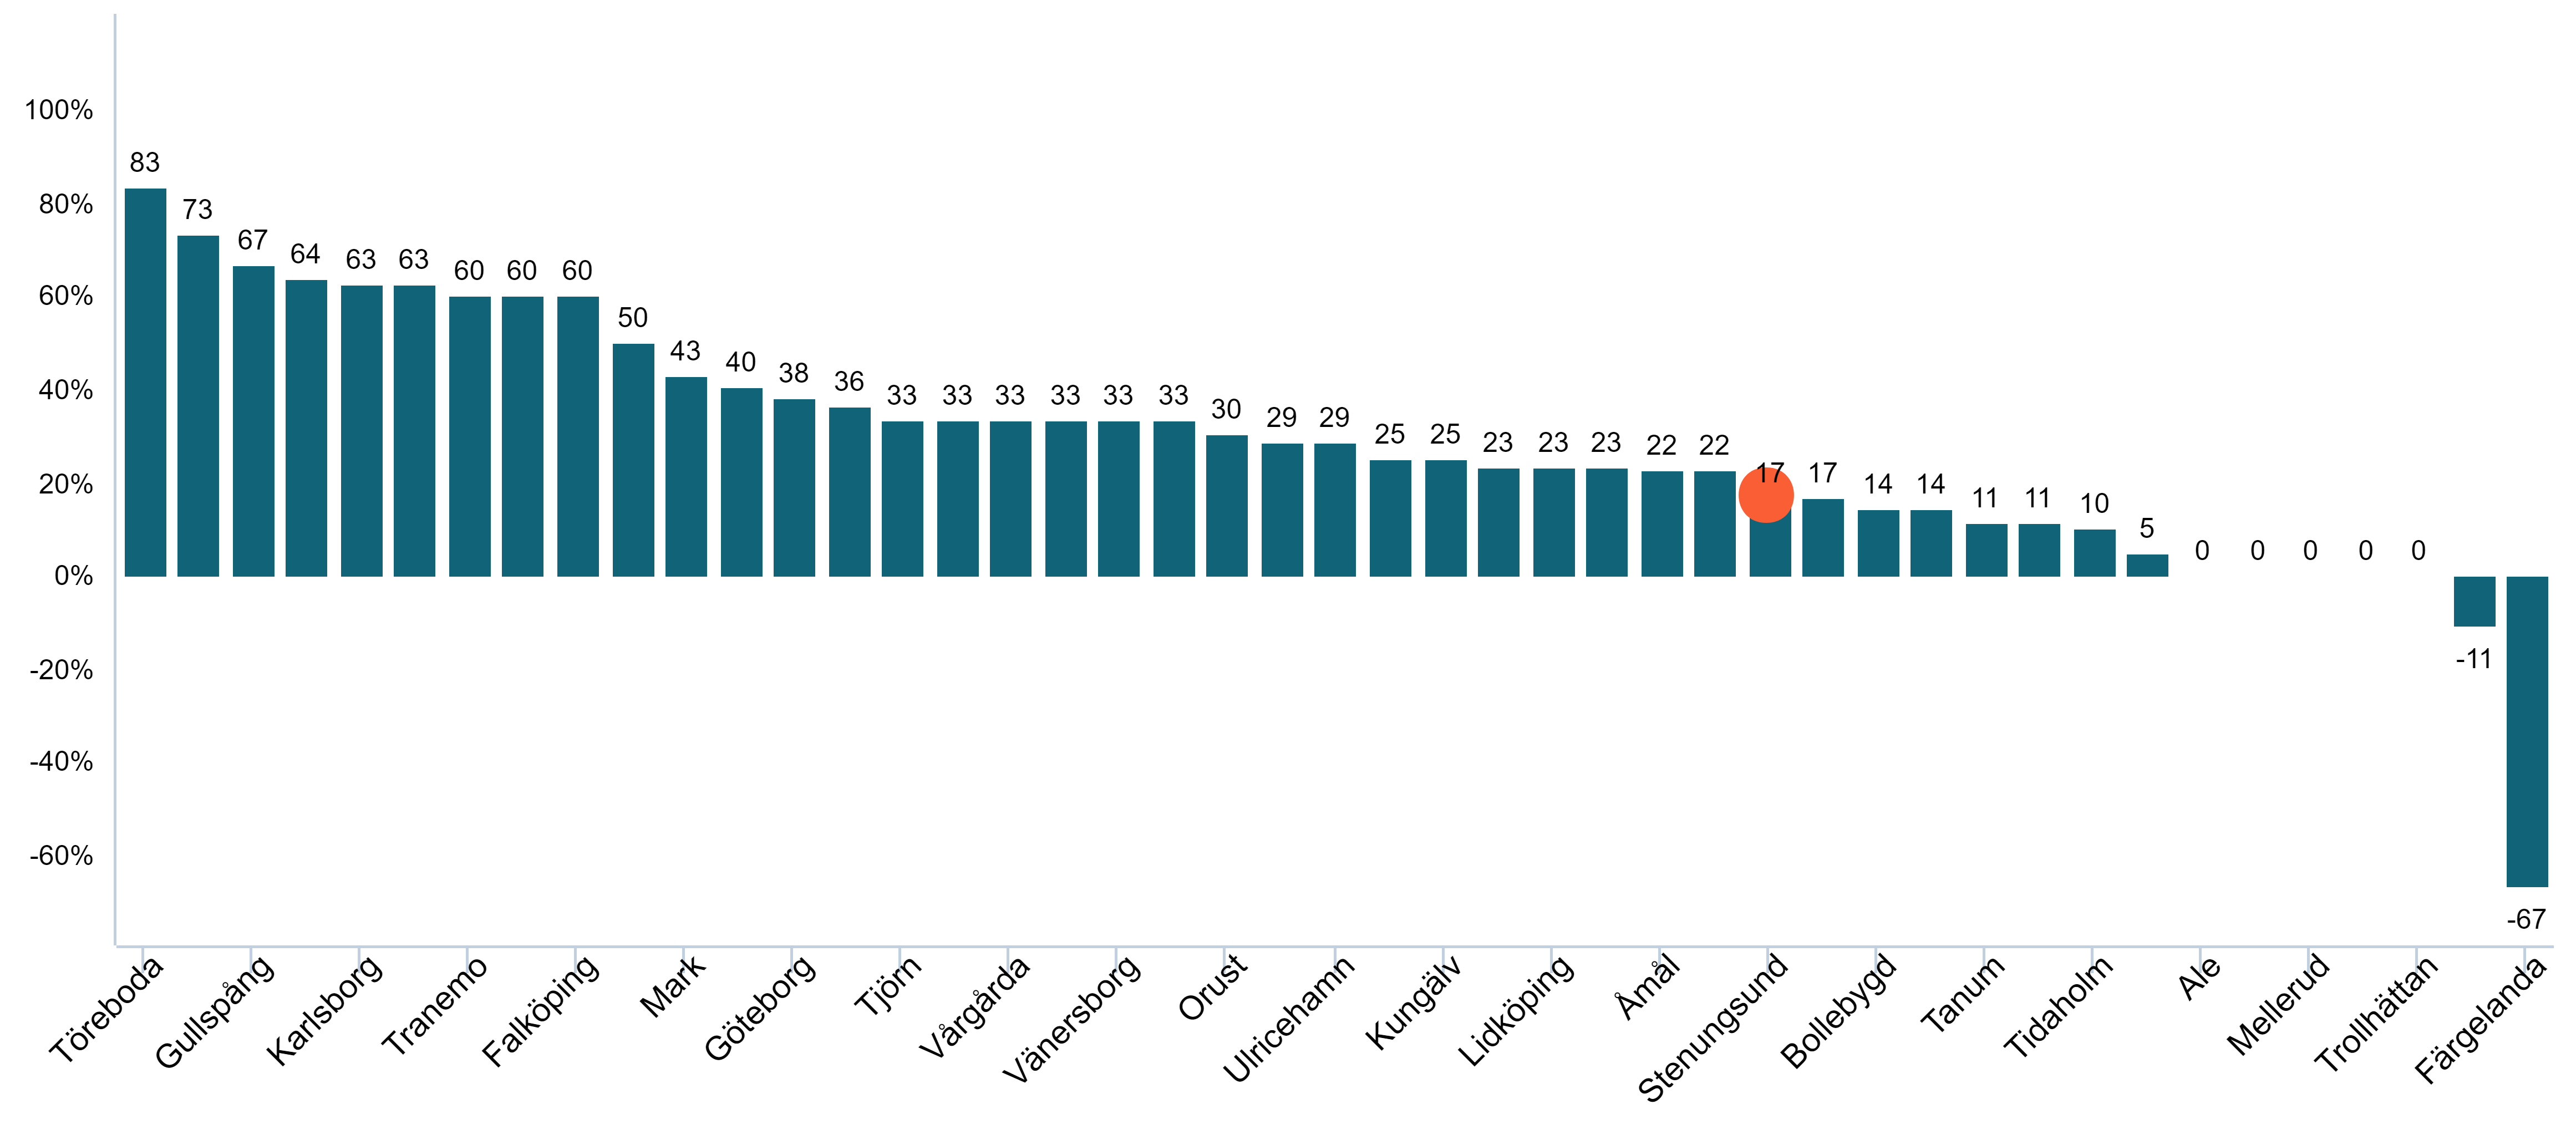 100%
80%
60%
40%
20%
0%
-20%
-40%
-60%
83
73
67
64
63
63
60
60
60
50
43
40
38
36
33
33
33
33
33
33
30
29
29
25
25
23
23
23
22
22
17
17
14
14
11
11
10
5
0
0
0
0
0
-11
-67
Töreboda
Gullspång
Karlsborg
Tranemo
Falköping
Mark
Göteborg
Tjörn
Vårgårda
Vänersborg
Orust
Ulricehamn
Kungälv
Lidköping
Åmål
Stenungsund
Bollebygd
Tanum
Tidaholm
Ale
Mellerud
Trollhättan
Färgelanda